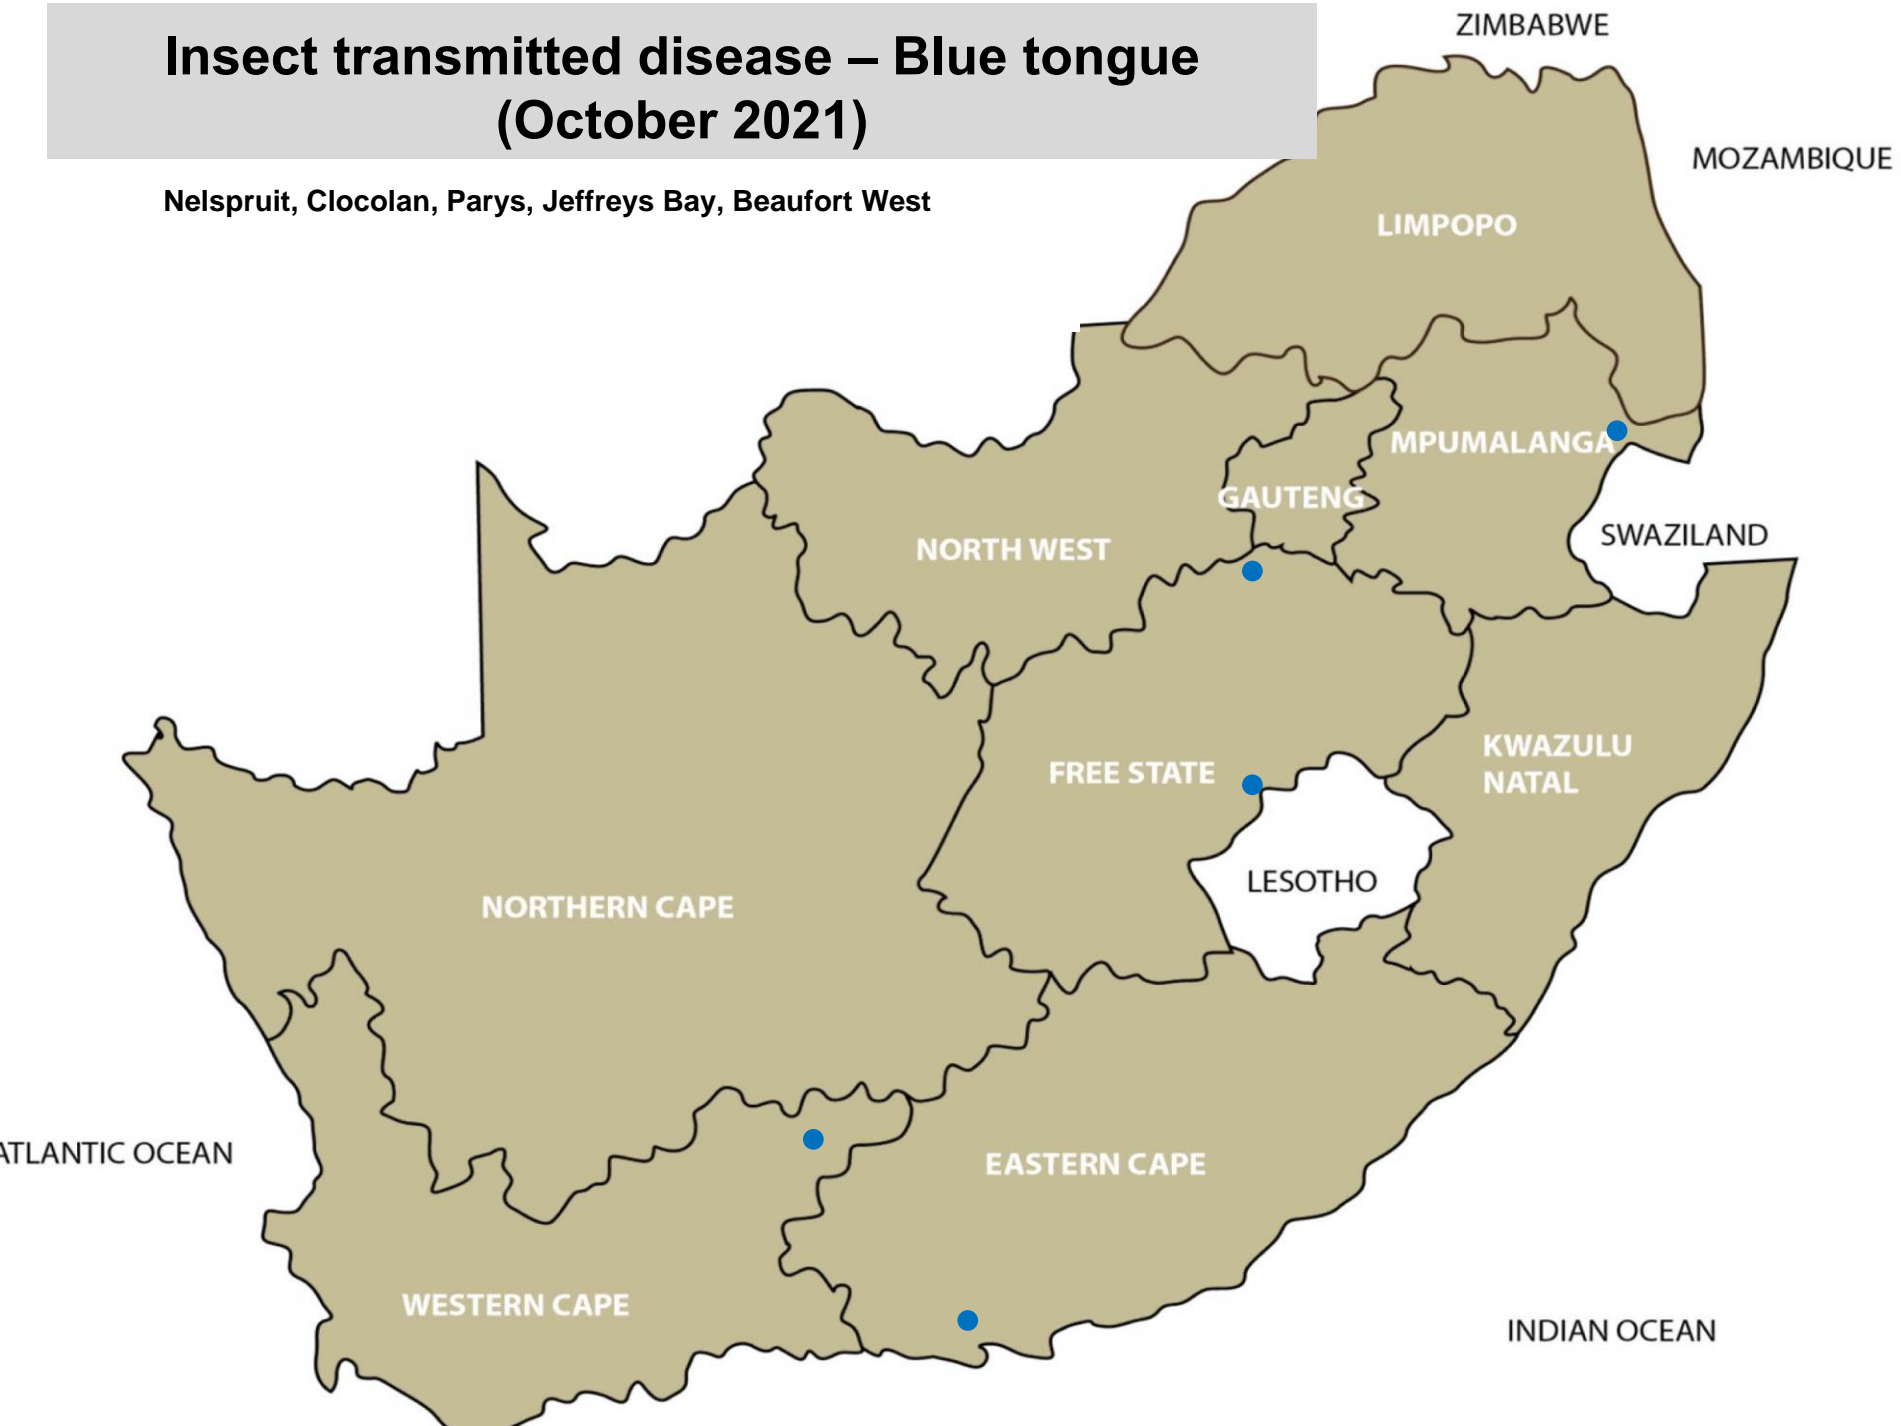 Insect transmitted disease – Blue tongue
(October 2021)
Nelspruit, Clocolan, Parys, Jeffreys Bay, Beaufort West
ZIMBABWE
MOZAMBIQUE
LIMPOPO
MPUMALANGA
GAUTENG
SWAZILAND
NORTH WEST
KWAZULU
NATAL
FREE STATE
LESOTHO
NORTHERN CAPE
ATLANTIC OCEAN
EASTERN CAPE
WESTERN CAPE
INDIAN OCEAN